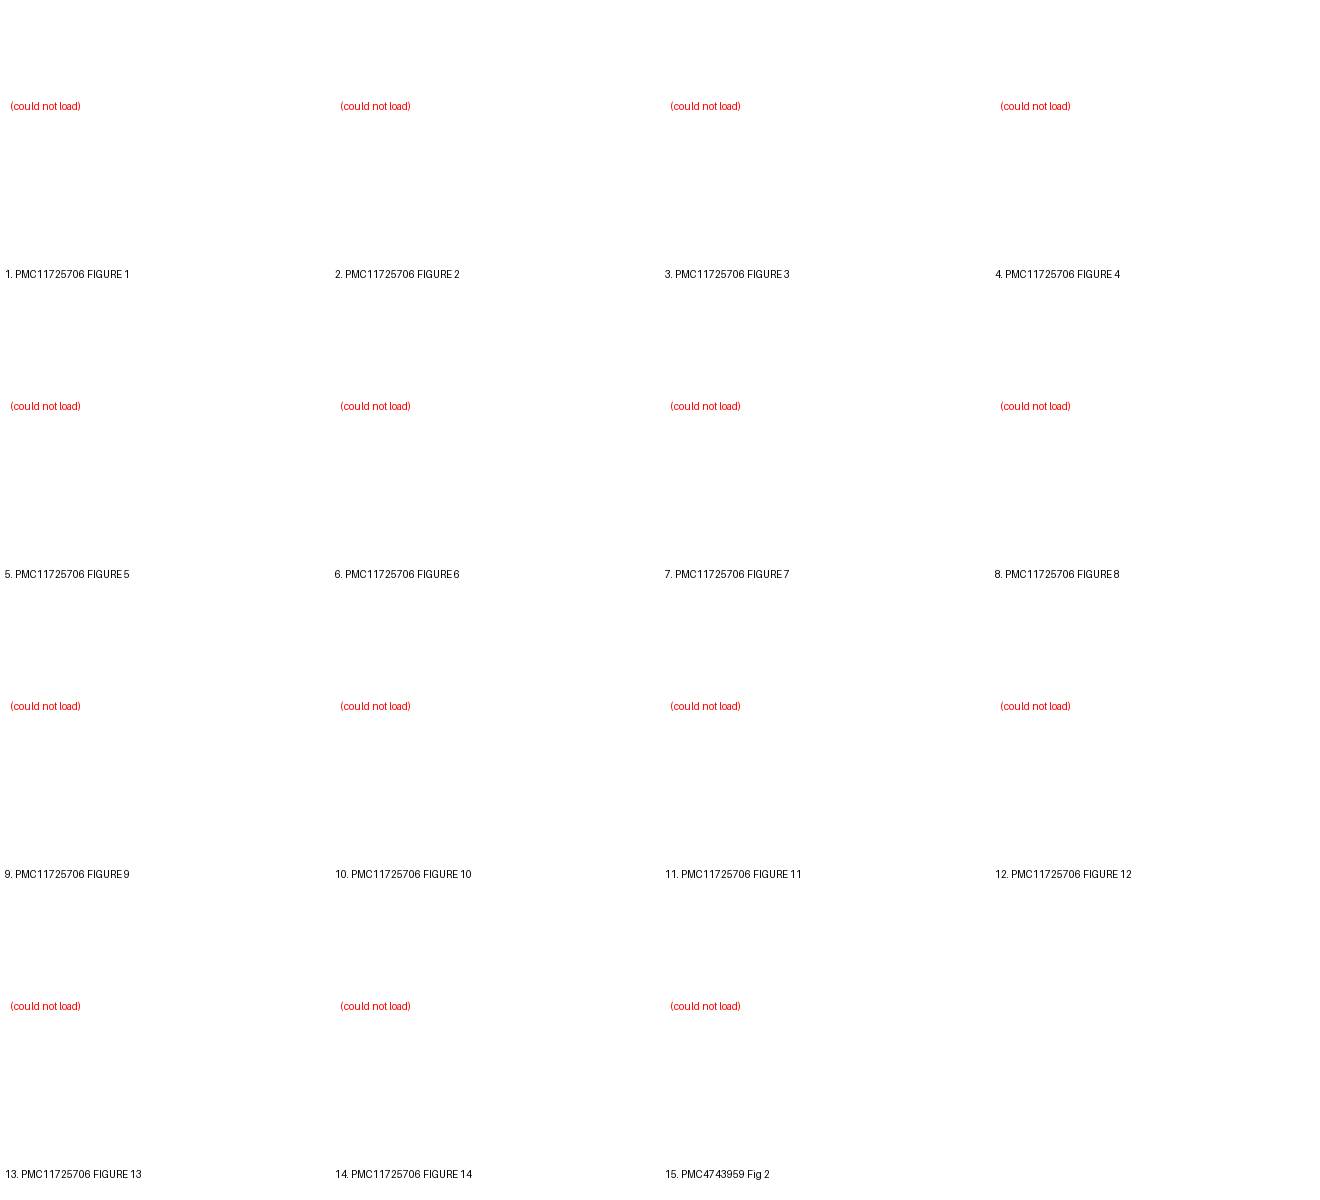 (could not load) (could not load) (could not load) (could not load)
1. PMC11725706 FIGURE 1 2. PMC11725706 FIGURE 2 3. PMC11725706 FIGURE 3 4. PMC11725706 FIGURE 4
(could not load) (could not load) (could not load) (could not load)
5. PMC11725706 FIGURE 5 6. PMC11725706 FIGURE 6 7. PMC11725706 FIGURE 7 8. PMC11725706 FIGURE 8
(could not load) (could not load) (could not load) (could not load)
9. PMC11725706 FIGURE 9 10. PMC11725706 FIGURE 10 11. PMC11725706 FIGURE 11 12. PMC11725706 FIGURE 12
(could not load) (could not load) (could not load)
13. PMC11725706 FIGURE 13 14. PMC11725706 FIGURE 14 15. PMC4743959 Fig 2